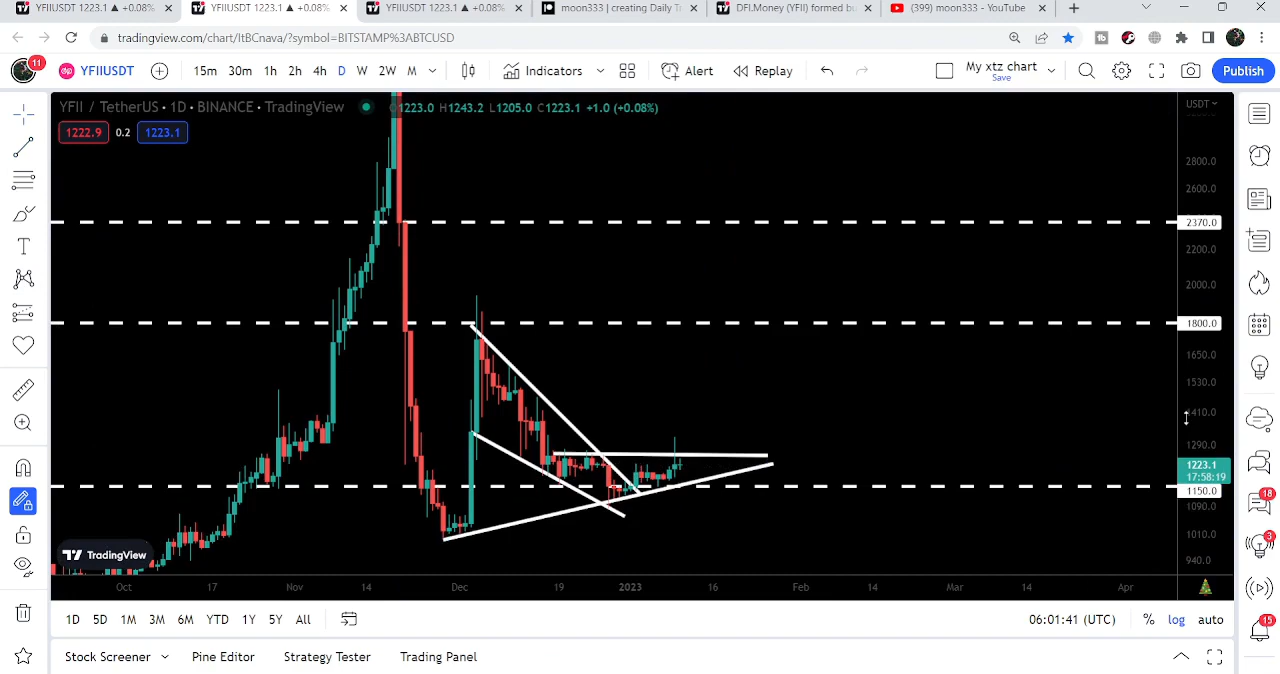 YFIIUSDT 1223.1 ▲ +0.08%
YFIIUSDT 1223.1 ▲ +0.08%
YFIIUSDT 1223.1 ▲ +0.08%
moon333 | creating Daily T
DFI.Money (YFII) formed bu
(399) moon333 - YouTube
tradingview.com/chart/ItBCnava/?symbol=BITSTAMP%3ABTCUSD
11
YFIIUSDT
15m 30m 1h 2h 4h D W 2W M
Indicators
Alert
Replay
My xtz chart
Save
Publish
YFII / TetherUS · 1D · BINANCE · TradingView
1223.0 H1243.2 L1205.0 C1223.1 +1.0 (+0.08%)
USDT
1222.9 0.2 1223.1
2800.0
2600.0
2370.0
2200.0
2000.0
1800.0
1650.0
1530.0
1410.0
1290.0
1223.1
17:58:19
1150.0
1090.0
1010.0
940.0
18
3
15
TradingView
Oct 17 Nov 14 Dec 19 2023 16 Feb 14 Mar 14 Apr
1D 5D 1M 3M 6M YTD 1Y 5Y All
06:01:41 (UTC) % log auto
Stock Screener Pine Editor Strategy Tester Trading Panel